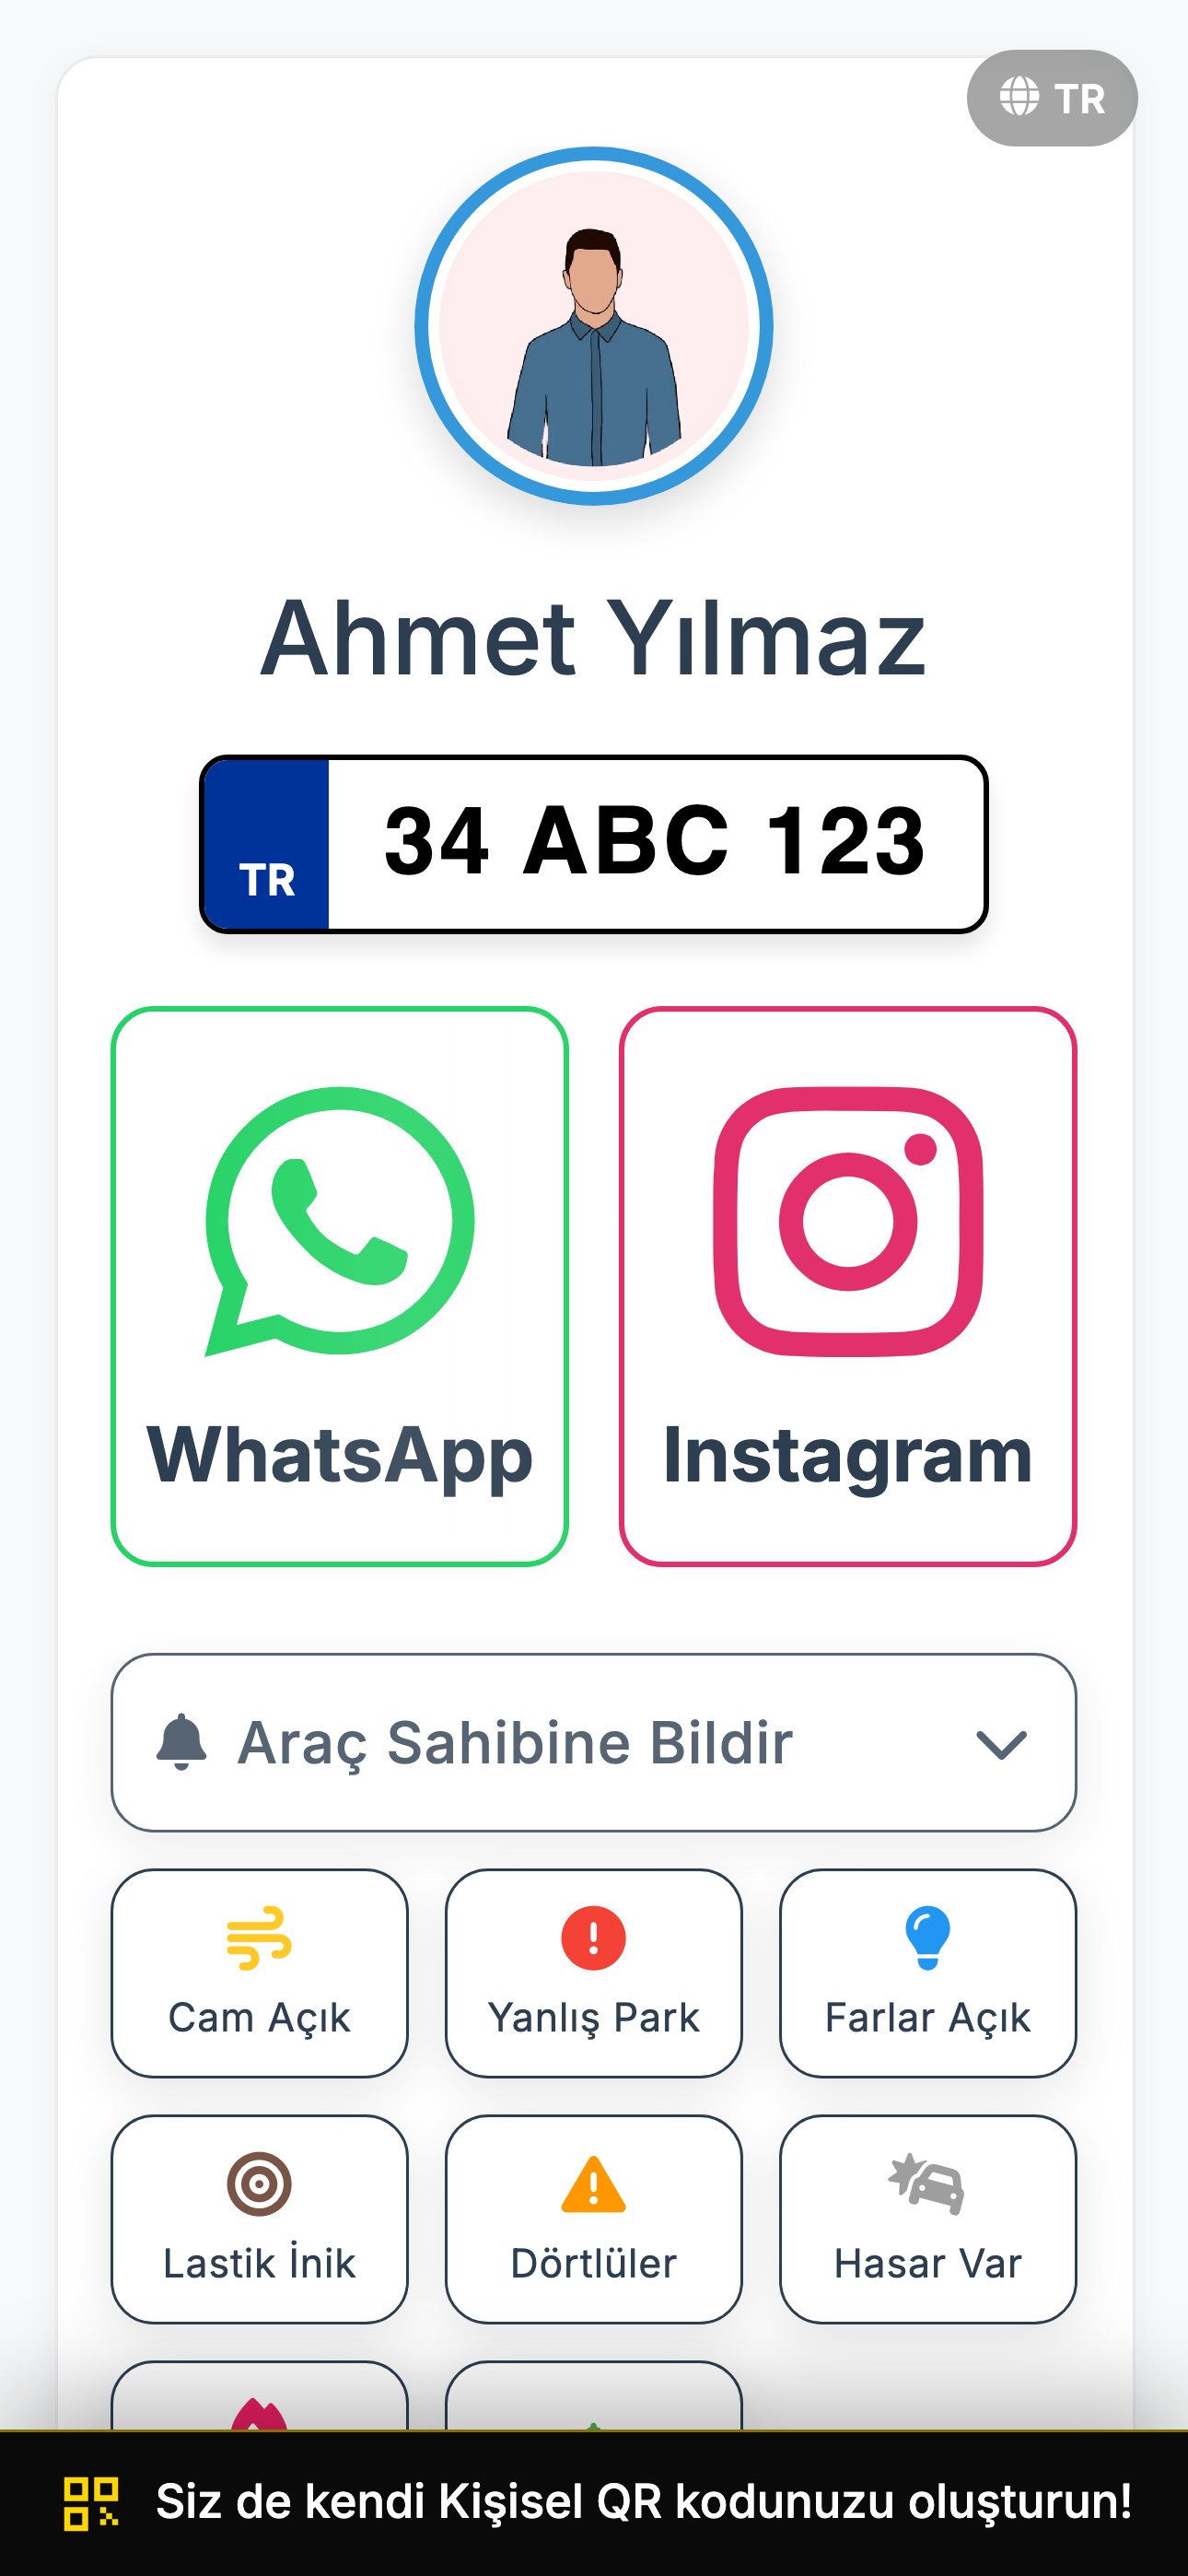 TR
Ahmet Yılmaz
TR 34 ABC 123
WhatsApp Instagram
Araç Sahibine Bildir
Cam Açık Yanlış Park Farlar Açık
Lastik İnik Dörtlüler Hasar Var
Siz de kendi Kişisel QR kodunuzu oluşturun!